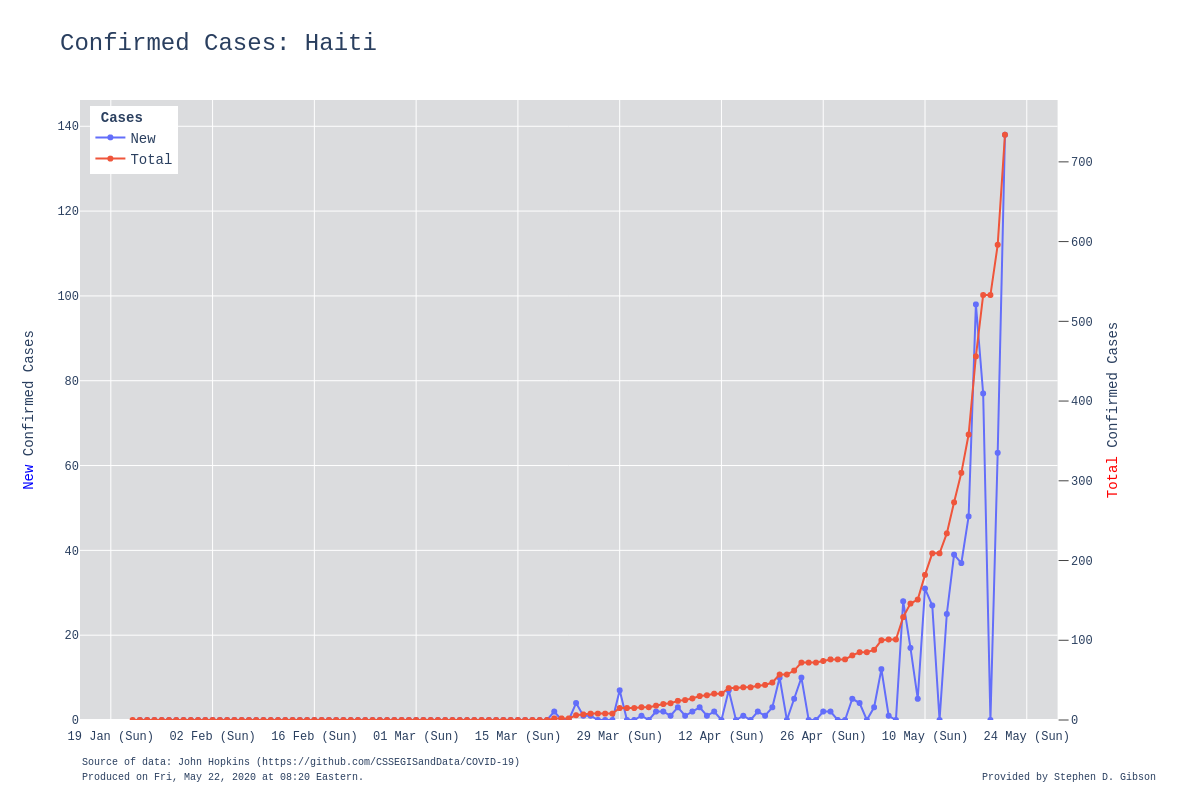 Confirmed Cases: Haiti
Cases
New
Total
140
120
100
80
60
40
20
0
700
600
500
400
300
200
100
0
New Confirmed Cases
Total Confirmed Cases
19 Jan (Sun) 02 Feb (Sun) 16 Feb (Sun) 01 Mar (Sun) 15 Mar (Sun) 29 Mar (Sun) 12 Apr (Sun) 26 Apr (Sun) 10 May (Sun) 24 May (Sun)
Source of data: John Hopkins (https://github.com/CSSEGISandData/COVID-19)
Produced on Fri, May 22, 2020 at 08:20 Eastern.
Provided by Stephen D. Gibson